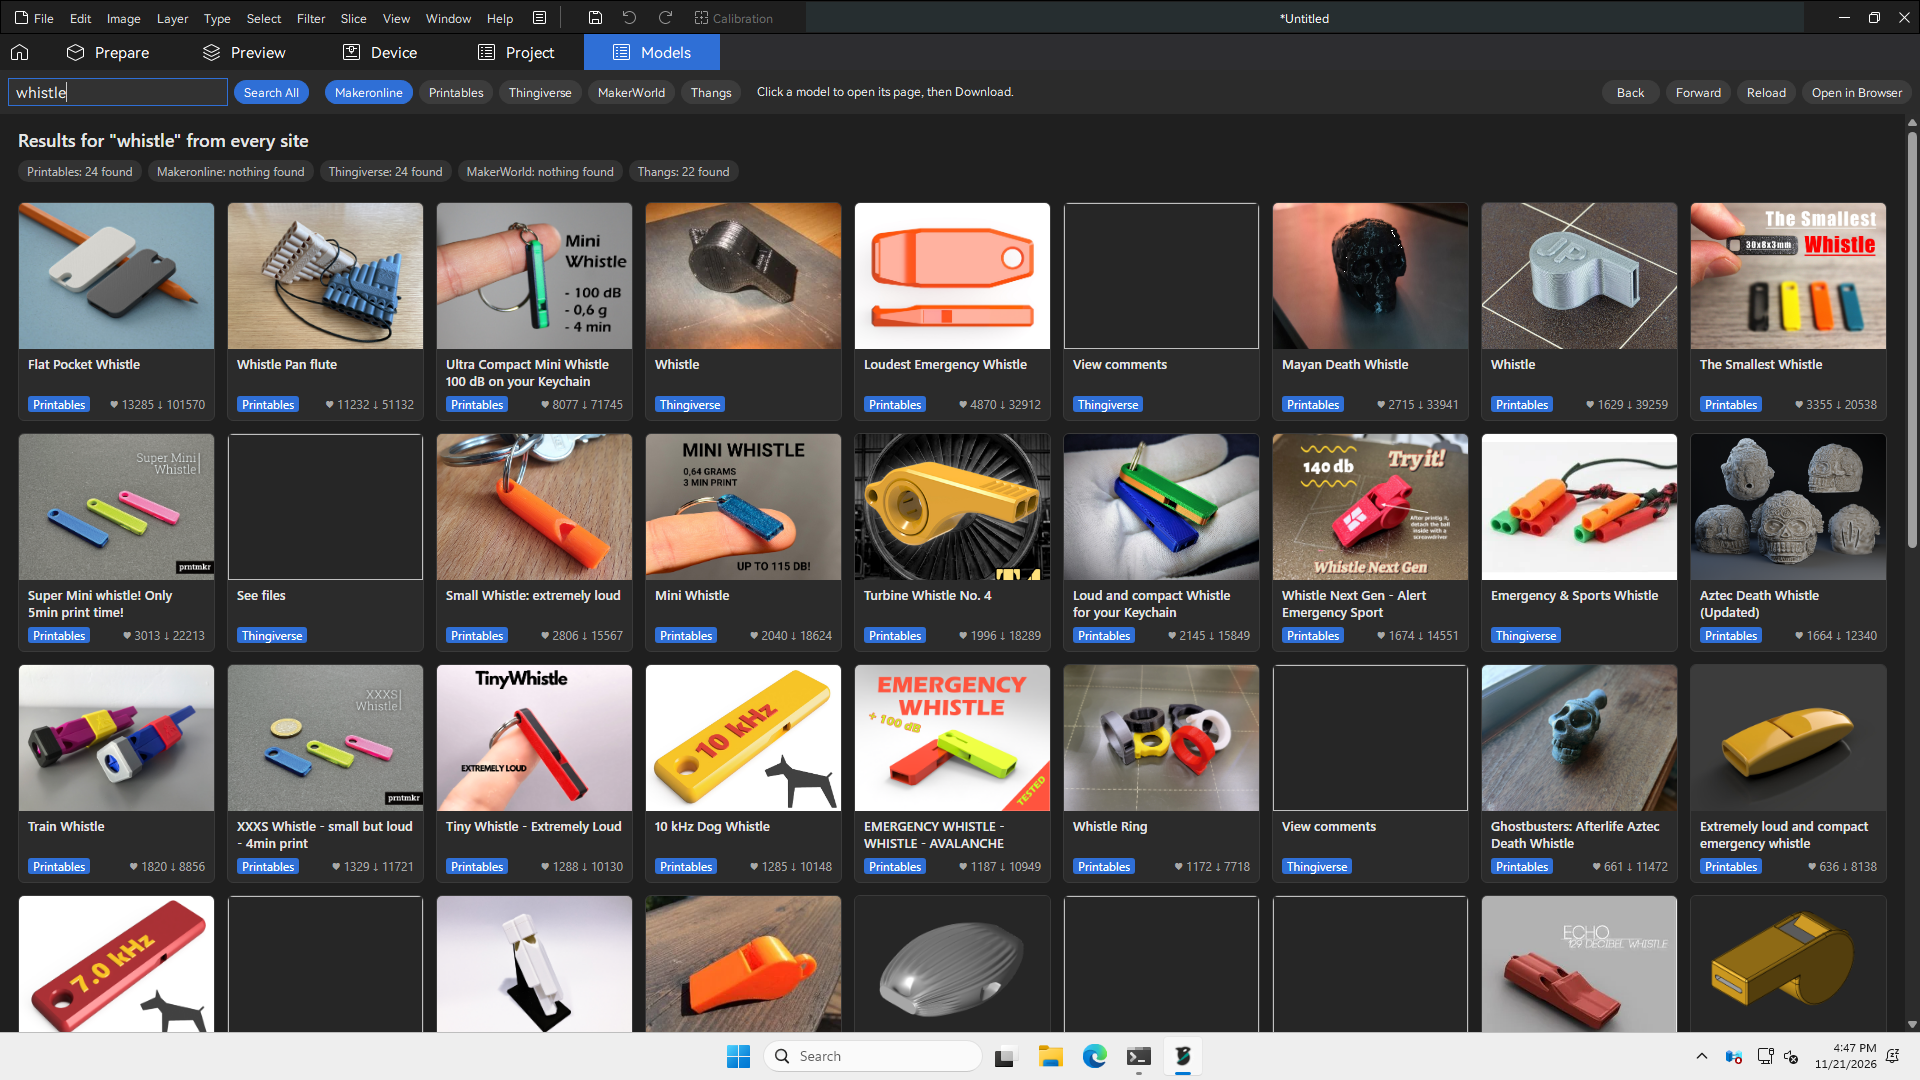 File Edit Image Layer Type Select Filter Slice View Window Help Calibration *Untitled
Prepare Preview Device Project Models
whistle Search All Makeronline Printables Thingiverse MakerWorld Thangs Click a model to open its page, then Download. Back Forward Reload Open in Browser
Results for "whistle" from every site
Printables: 24 found Makeronline: nothing found Thingiverse: 24 found MakerWorld: nothing found Thangs: 22 found
Mini
Whistle
- 100 dB
- 0,6 g
- 4 min
JP
The Smallest
30x8x3mm Whistle
Flat Pocket Whistle
Printables ♥ 13285 ↓ 101570
Whistle Pan flute
Printables ♥ 11232 ↓ 51132
Ultra Compact Mini Whistle
100 dB on your Keychain
Printables ♥ 8077 ↓ 71745
Whistle
Thingiverse
Loudest Emergency Whistle
Printables ♥ 4870 ↓ 32912
View comments
Thingiverse
Mayan Death Whistle
Printables ♥ 2715 ↓ 33941
Whistle
Printables ♥ 1629 ↓ 39259
The Smallest Whistle
Printables ♥ 3355 ↓ 20538
Super Mini
Whistle
prntmkr
MINI WHISTLE
0,64 GRAMS
3 MIN PRINT
UP TO 115 DB!
140 db
Try it!
After printig it,
detach the ball
inside with a
screwdriver
Whistle Next Gen
Super Mini whistle! Only
5min print time!
Printables ♥ 3013 ↓ 22213
See files
Thingiverse
Small Whistle: extremely loud
Printables ♥ 2806 ↓ 15567
Mini Whistle
Printables ♥ 2040 ↓ 18624
Turbine Whistle No. 4
Printables ♥ 1996 ↓ 18289
Loud and compact Whistle
for your Keychain
Printables ♥ 2145 ↓ 15849
Whistle Next Gen - Alert
Emergency Sport
Printables ♥ 1674 ↓ 14551
Emergency & Sports Whistle
Thingiverse
Aztec Death Whistle
(Updated)
Printables ♥ 1664 ↓ 12340
XXXS
Whistle
prntmkr
TinyWhistle
EXTREMELY LOUD
10 kHz
EMERGENCY
WHISTLE
+ 100 dB
TESTED
Train Whistle
Printables ♥ 1820 ↓ 8856
XXXS Whistle - small but loud
- 4min print
Printables ♥ 1329 ↓ 11721
Tiny Whistle - Extremely Loud
Printables ♥ 1288 ↓ 10130
10 kHz Dog Whistle
Printables ♥ 1285 ↓ 10148
EMERGENCY WHISTLE -
WHISTLE - AVALANCHE
Printables ♥ 1187 ↓ 10949
Whistle Ring
Printables ♥ 1172 ↓ 7718
View comments
Thingiverse
Ghostbusters: Afterlife Aztec
Death Whistle
Printables ♥ 661 ↓ 11472
Extremely loud and compact
emergency whistle
Printables ♥ 636 ↓ 8138
7.0 kHz
ECHO
129 DECIBEL WHISTLE
Search
4:47 PM
11/21/2026